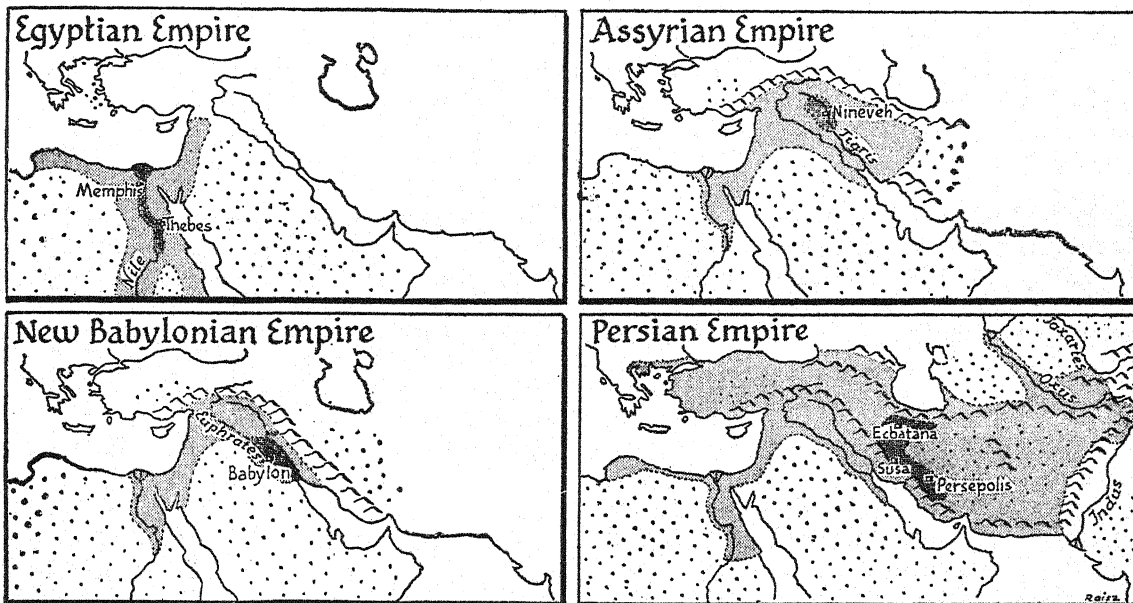 Egyptian Empire
Memphis
Thebes
Nile
Assyrian Empire
Nineveh
Tigris
New Babylonian Empire
Euphrates
Babylon
Persian Empire
Jaxartes
Oxus
Ecbatana
Susa
Persepolis
Indus
Raisz